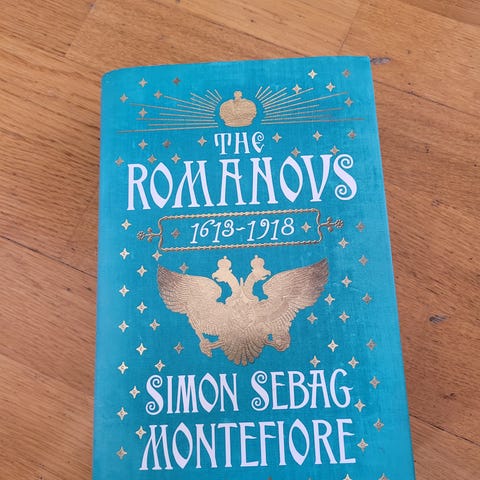 THE
ROMANOVS
1613-1918
SIMON SEBAG
MONTEFIORE